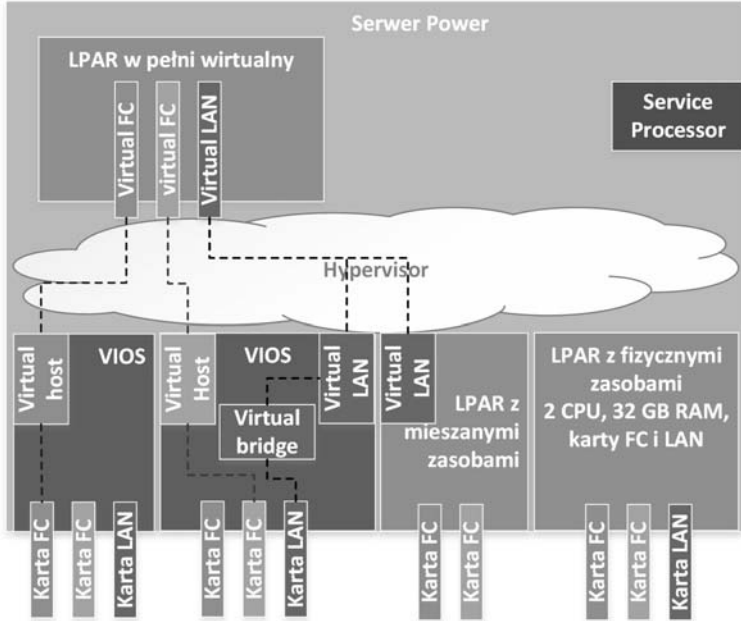 Serwer Power
LPAR w pełni wirtualny
Virtual FC
virtual FC
Virtual LAN
Service
Processor
Hypervisor
Virtual
host
VIOS
Virtual
Host
VIOS
Virtual
LAN
Virtual
bridge
Virtual
LAN
LPAR z
mieszanymi
zasobami
LPAR z fizycznymi
zasobami
2 CPU, 32 GB RAM,
karty FC i LAN
Karta FC
Karta FC
Karta LAN
Karta FC
Karta FC
Karta LAN
Karta FC
Karta FC
Karta FC
Karta FC
Karta LAN